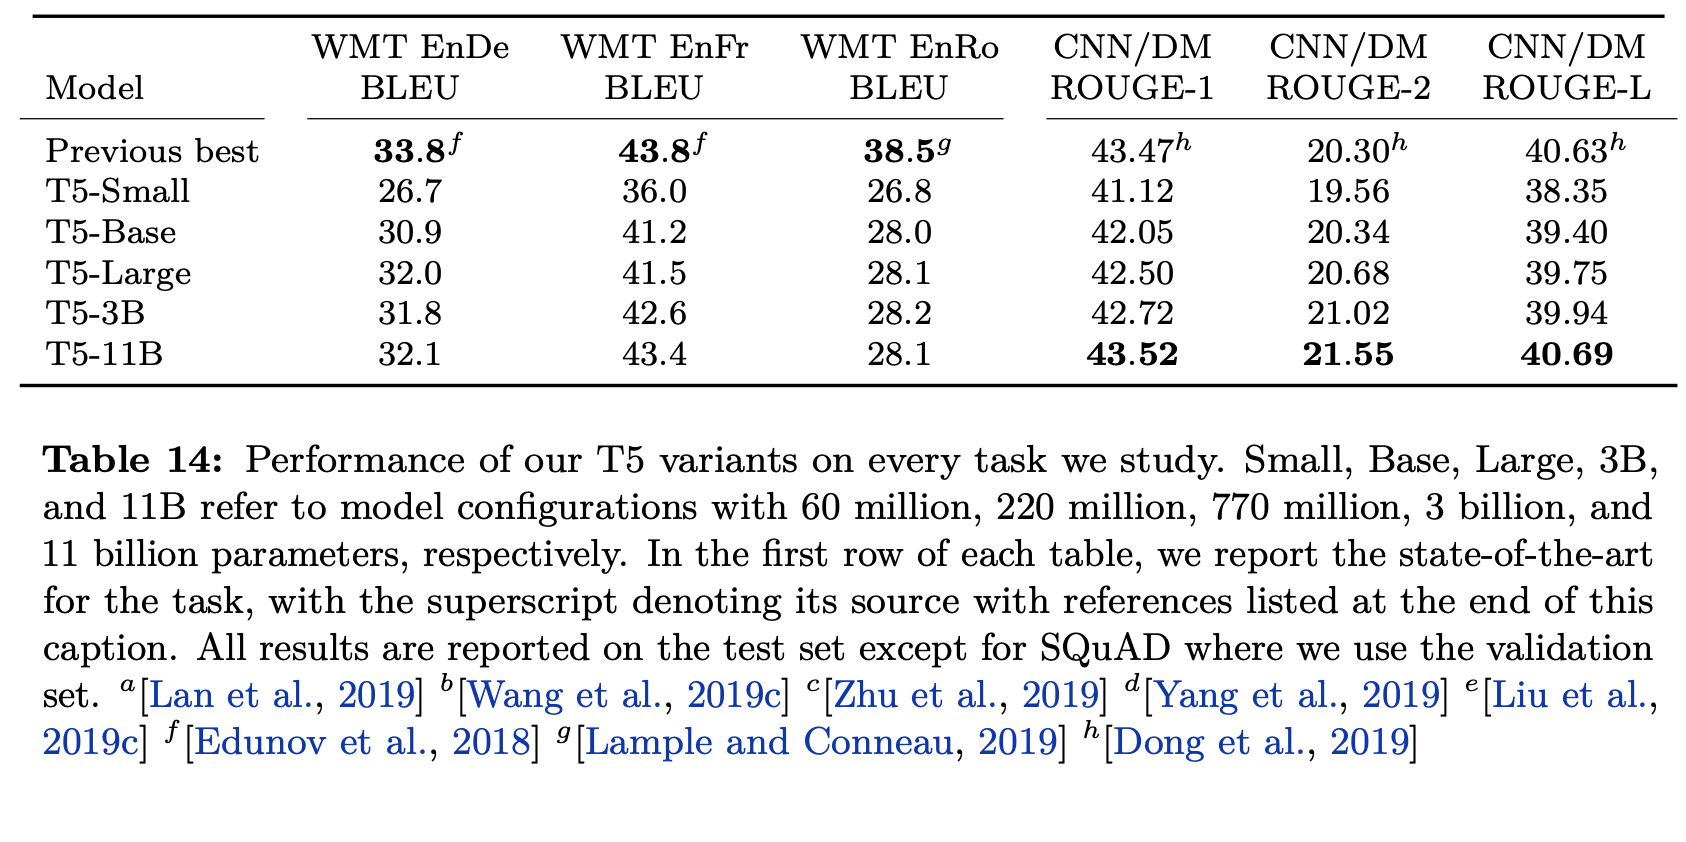 WMT EnDe WMT EnFr WMT EnRo CNN/DM CNN/DM CNN/DM
Model BLEU BLEU BLEU ROUGE-1 ROUGE-2 ROUGE-L
Previous best 33.8f 43.8f 38.5g 43.47h 20.30h 40.63h
T5-Small 26.7 36.0 26.8 41.12 19.56 38.35
T5-Base 30.9 41.2 28.0 42.05 20.34 39.40
T5-Large 32.0 41.5 28.1 42.50 20.68 39.75
T5-3B 31.8 42.6 28.2 42.72 21.02 39.94
T5-11B 32.1 43.4 28.1 43.52 21.55 40.69
Table 14: Performance of our T5 variants on every task we study. Small, Base, Large, 3B,
and 11B refer to model configurations with 60 million, 220 million, 770 million, 3 billion, and
11 billion parameters, respectively. In the first row of each table, we report the state-of-the-art
for the task, with the superscript denoting its source with references listed at the end of this
caption. All results are reported on the test set except for SQuAD where we use the validation
set. a[Lan et al., 2019] b[Wang et al., 2019c] c[Zhu et al., 2019] d[Yang et al., 2019] e[Liu et al.,
2019c] f[Edunov et al., 2018] g[Lample and Conneau, 2019] h[Dong et al., 2019]